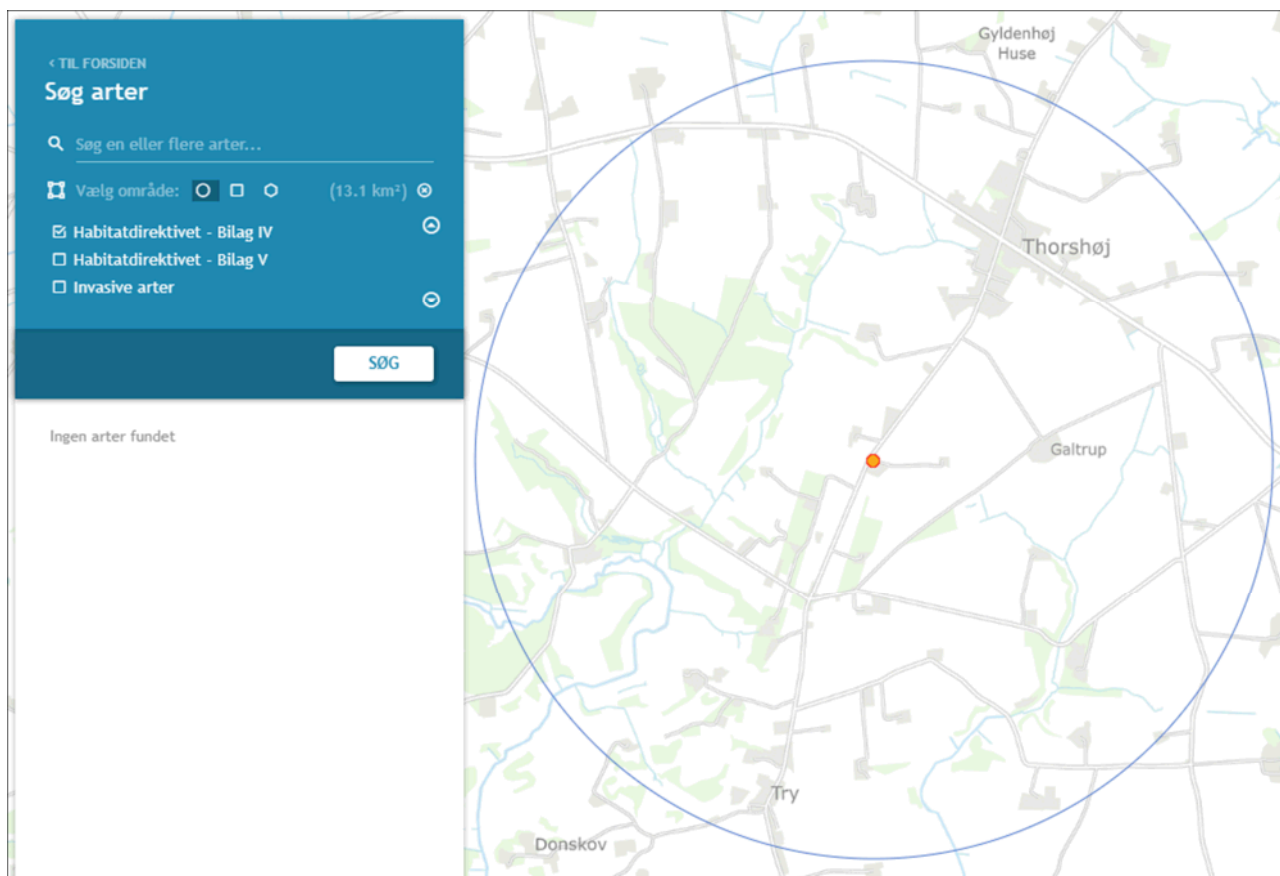 ‹ TIL FORSIDEN
Søg arter
Søg en eller flere arter...
Vælg område:
(13.1 km²)
Habitatdirektivet - Bilag IV
Habitatdirektivet - Bilag V
Invasive arter
SØG
Ingen arter fundet
Gyldenhøj
Huse
Thorshøj
Galtrup
Try
Donskov